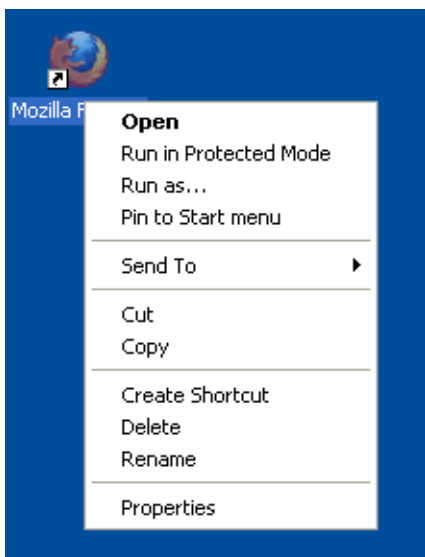 Mozilla F
Open
Run in Protected Mode
Run as...
Pin to Start menu
Send To
Cut
Copy
Create Shortcut
Delete
Rename
Properties